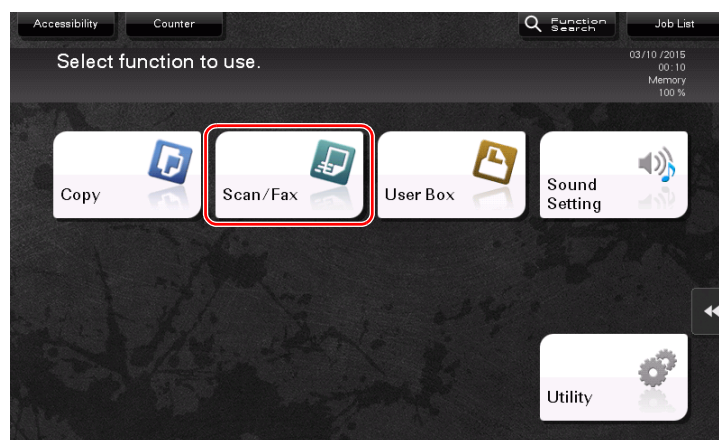 Accessibility
Counter
Function
Search
Job List
Select function to use.
03/10 /2015
00:10
Memory
100 %
Copy
Scan/Fax
User Box
Sound
Setting
Utility